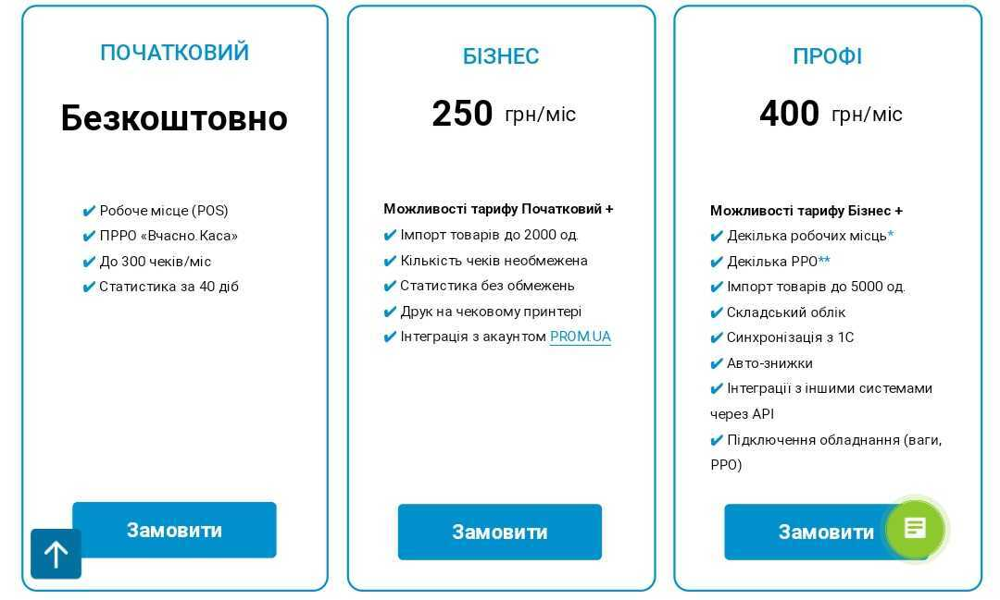 ПОЧАТКОВИЙ
Безкоштовно
✔ Робоче місце (POS)
✔ ПРРО «Вчасно.Каса»
✔ До 300 чеків/міс
✔ Статистика за 40 діб
Замовити
БІЗНЕС
250 грн/міс
Можливості тарифу Початковий +
✔ Імпорт товарів до 2000 од.
✔ Кількість чеків необмежена
✔ Статистика без обмежень
✔ Друк на чековому принтері
✔ Інтеграція з акаунтом PROM.UA
Замовити
ПРОФІ
400 грн/міс
Можливості тарифу Бізнес +
✔ Декілька робочих місць*
✔ Декілька РРО**
✔ Імпорт товарів до 5000 од.
✔ Складський облік
✔ Синхронізація з 1С
✔ Авто-знижки
✔ Інтеграції з іншими системами
через API
✔ Підключення обладнання (ваги,
РРО)
Замовити